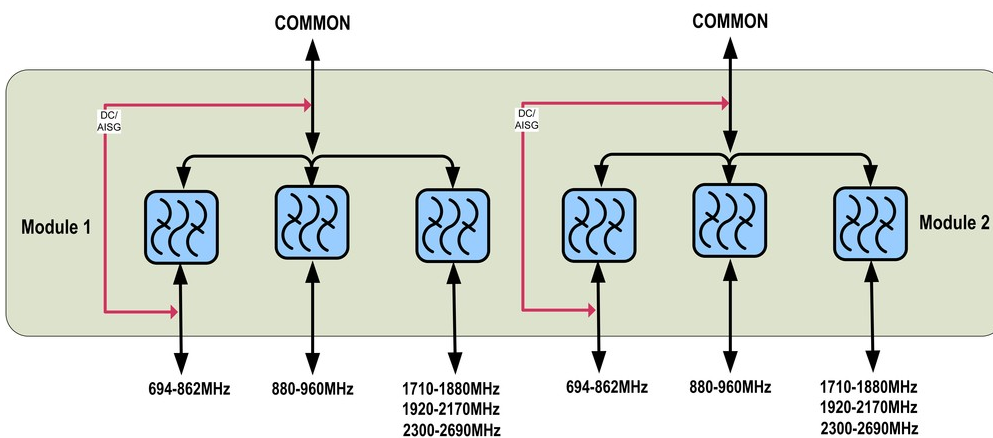 COMMON
COMMON
DC/
AISG
DC/
AISG
Module 1
Module 2
694-862MHz
880-960MHz
1710-1880MHz
1920-2170MHz
2300-2690MHz
694-862MHz
880-960MHz
1710-1880MHz
1920-2170MHz
2300-2690MHz